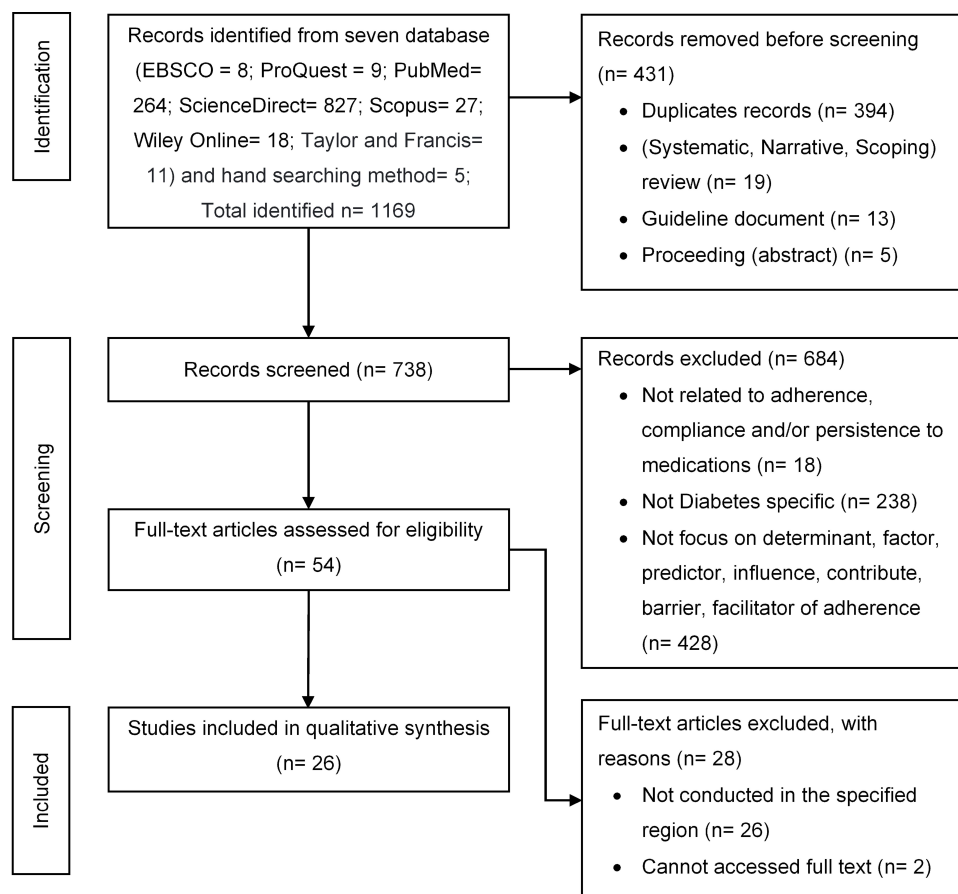 Identification
Records identified from seven database
(EBSCO = 8; ProQuest = 9; PubMed=
264; ScienceDirect= 827; Scopus= 27;
Wiley Online= 18; Taylor and Francis=
11) and hand searching method= 5;
Total identified n= 1169
Records removed before screening
(n= 431)
• Duplicates records (n= 394)
• (Systematic, Narrative, Scoping)
review (n= 19)
• Guideline document (n= 13)
• Proceeding (abstract) (n= 5)
Screening
Records screened (n= 738)
Records excluded (n= 684)
• Not related to adherence,
compliance and/or persistence to
medications (n= 18)
• Not Diabetes specific (n= 238)
• Not focus on determinant, factor,
predictor, influence, contribute,
barrier, facilitator of adherence
(n= 428)
Full-text articles assessed for eligibility
(n= 54)
Included
Studies included in qualitative synthesis
(n= 26)
Full-text articles excluded, with
reasons (n= 28)
• Not conducted in the specified
region (n= 26)
• Cannot accessed full text (n= 2)